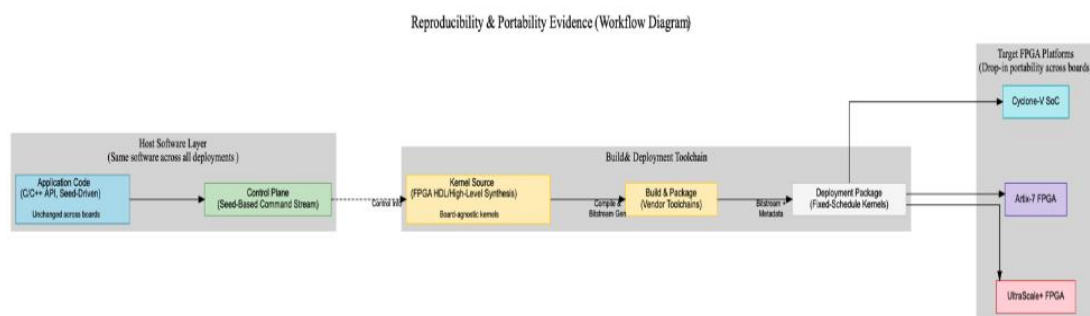 Reproducibility & Portability Evidence (Workflow Diagram)
Host Software Layer
(Same software across all deployments )
Application Code
(C/C++ API, Seed-Driven)
Unchanged across boards
Control Plane
(Seed-Based Command Stream)
Control Info
Build& Deployment Toolchain
Kernel Source
(FPGA HDL/High-Level Synthesis)
Board-agnostic kernels
Compile &
Bitstream Gen
Build & Package
(Vendor Toolchains)
Bitstream +
Metadata
Deployment Package
(Fixed-Schedule Kernels)
Target FPGA Platforms
(Drop-in portability across boards
Cyclone-V SoC
Artix-7 FPGA
UltraScale+ FPGA